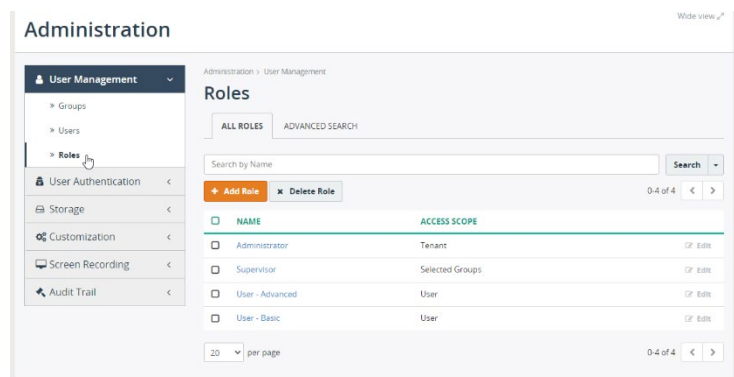 Wide view
Administration
User Management
» Groups
» Users
» Roles
User Authentication
Storage
Customization
Screen Recording
Audit Trail
Administration > User Management
Roles
ALL ROLES ADVANCED SEARCH
Search by Name Search
+ Add Role x Delete Role 0-4 of 4 < >
NAME ACCESS SCOPE
Administrator Tenant Edit
Supervisor Selected Groups Edit
User - Advanced User Edit
User - Basic User Edit
20 per page 0-4 of 4 < >